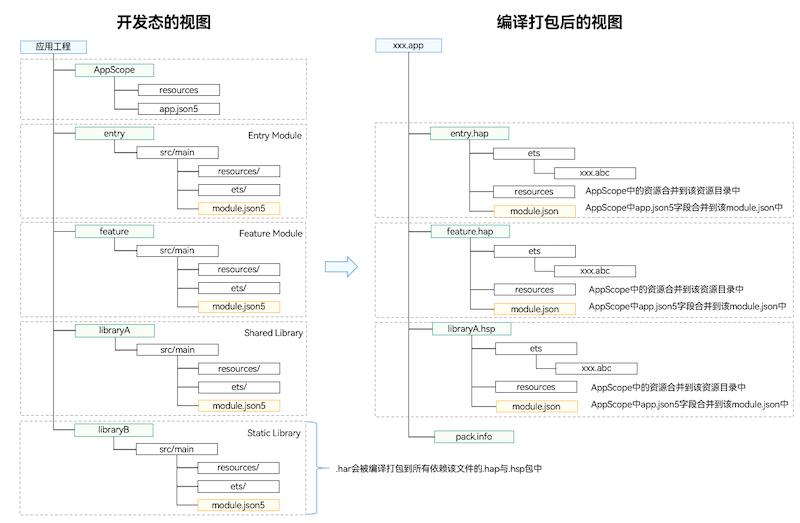 开发态的视图
应用工程
AppScope
resources
app.json5
entry
Entry Module
src/main
resources/
ets/
module.json5
feature
Feature Module
src/main
resources/
ets/
module.json5
libraryA
Shared Library
src/main
resources/
ets/
module.json5
libraryB
Static Library
src/main
resources/
ets/
module.json5
.har会被编译打包到所有依赖该文件的.hap与.hsp包中
编译打包后的视图
xxx.app
entry.hap
ets
xxx.abc
resources AppScope中的资源合并到该资源目录中
module.json AppScope中app.json5字段合并到该module.json中
feature.hap
ets
xxx.abc
resources AppScope中的资源合并到该资源目录中
module.json AppScope中app.json5字段合并到该module.json中
libraryA.hsp
ets
xxx.abc
resources AppScope中的资源合并到该资源目录中
module.json AppScope中app.json5字段合并到该module.json中
pack.info